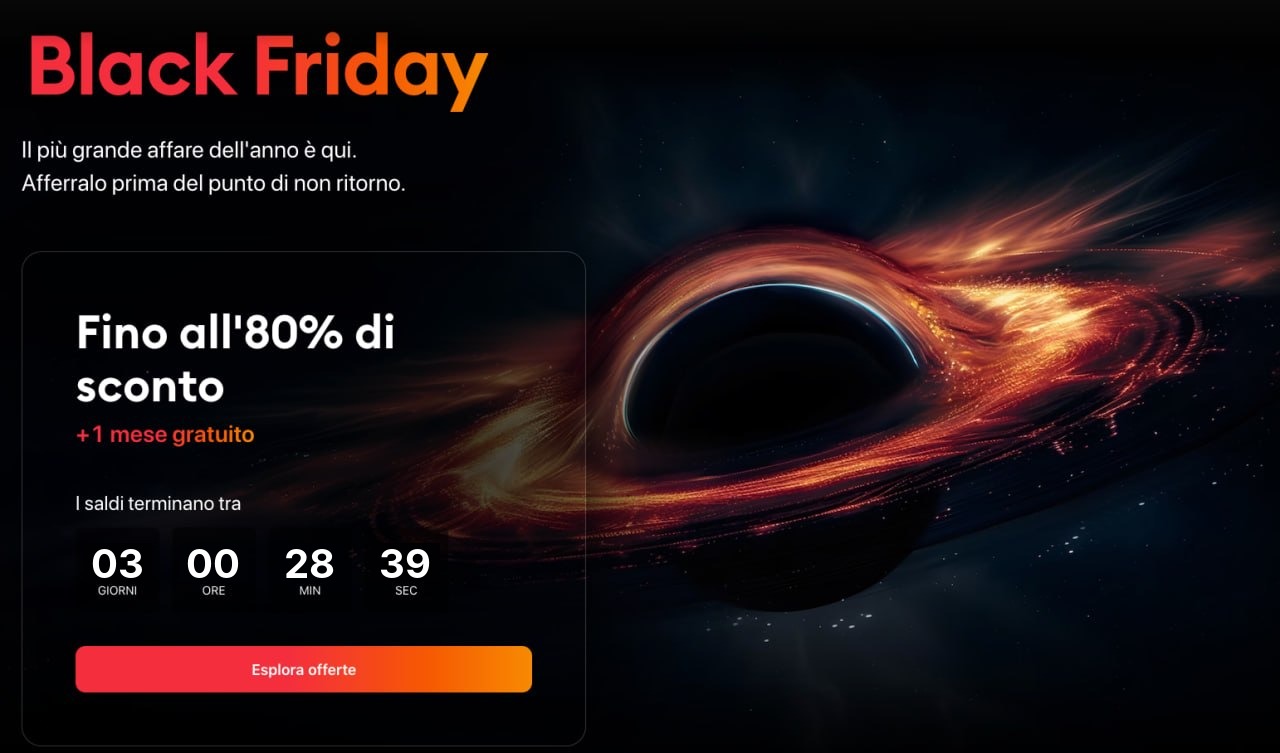 Black Friday
Il più grande affare dell'anno è qui.
Afferralo prima del punto di non ritorno.
Fino all'80% di
sconto
+1 mese gratuito
I saldi terminano tra
03 00 28 39
GIORNI ORE MIN SEC
Esplora offerte